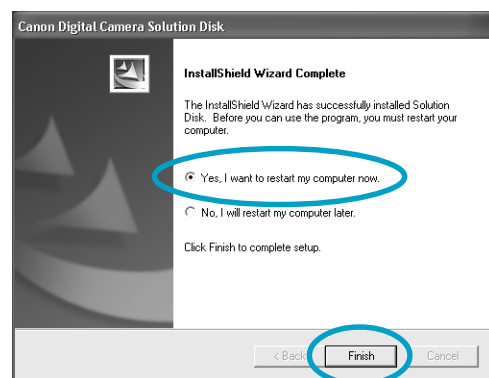 Canon Digital Camera Solution Disk
InstallShield Wizard Complete
The InstallShield Wizard has successfully installed Solution
Disk. Before you can use the program, you must restart your
computer.
Yes, I want to restart my computer now.
No, I will restart my computer later.
Click Finish to complete setup.
< Back Finish Cancel